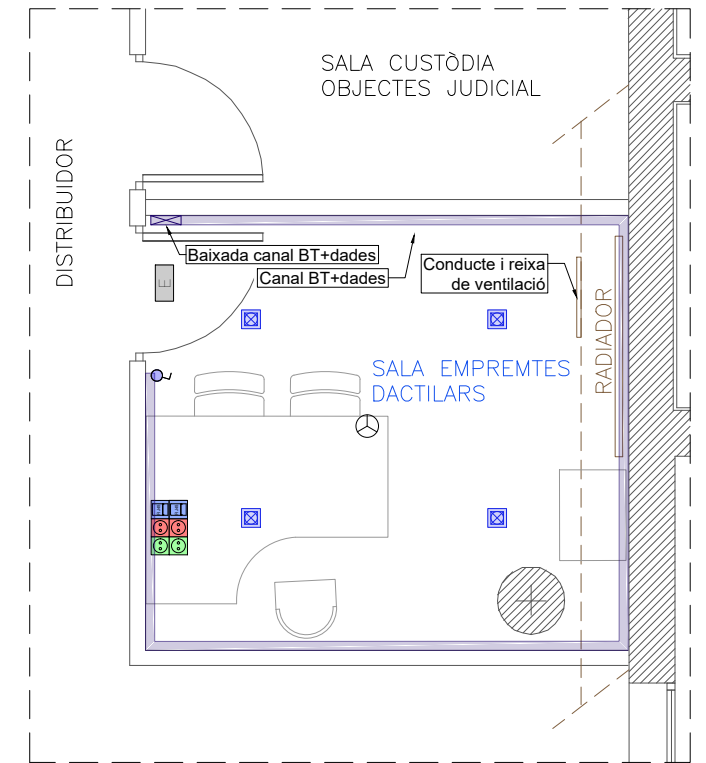 SALA CUSTÒDIA
OBJECTES JUDICIAL
DISTRIBUIDOR
Baixada canal BT+dades
Canal BT+dades
Conducte i reixa
de ventilació
E
RADIADOR
SALA EMPREMTES
DACTILARS